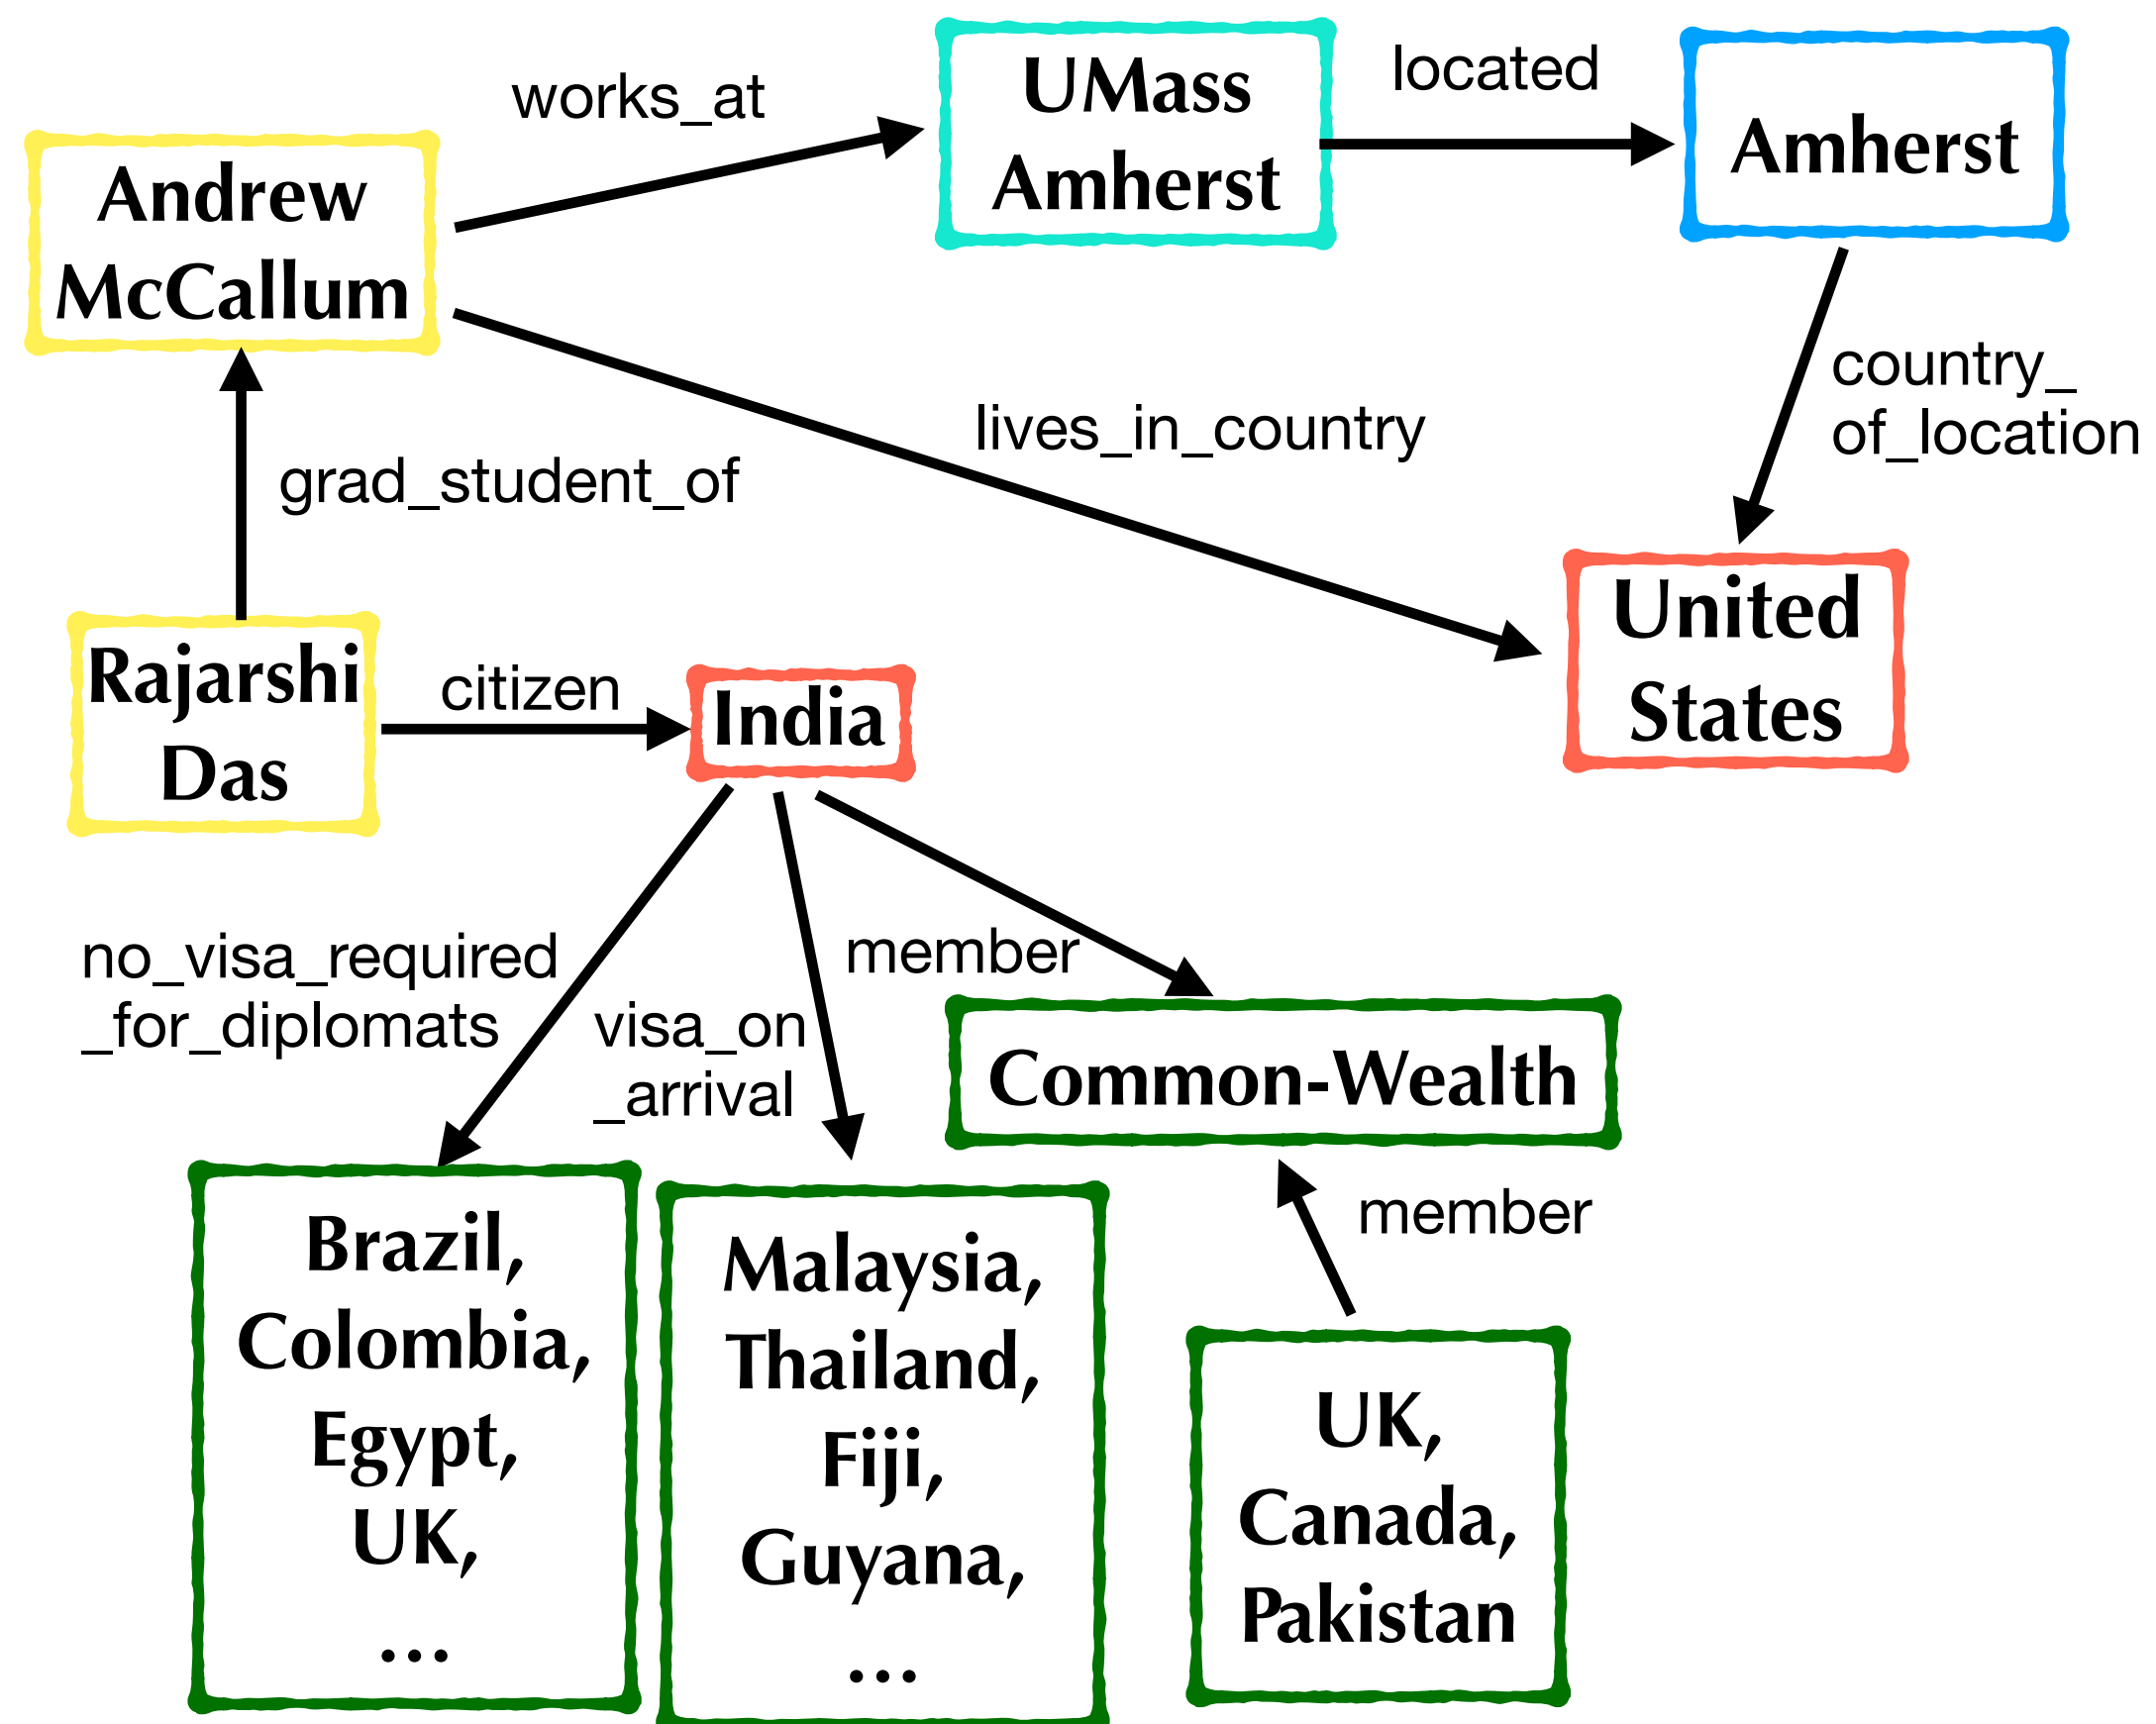 works_at
UMass
Amherst
located
Amherst
Andrew
McCallum
country_
of_location
lives_in_country
grad_student_of
United
States
Rajarshi
Das
citizen
India
no_visa_required
_for_diplomats
visa_on
_arrival
member
Common-Wealth
member
Brazil,
Colombia,
Egypt,
UK,
...
Malaysia,
Thailand,
Fiji,
Guyana,
...
UK,
Canada,
Pakistan